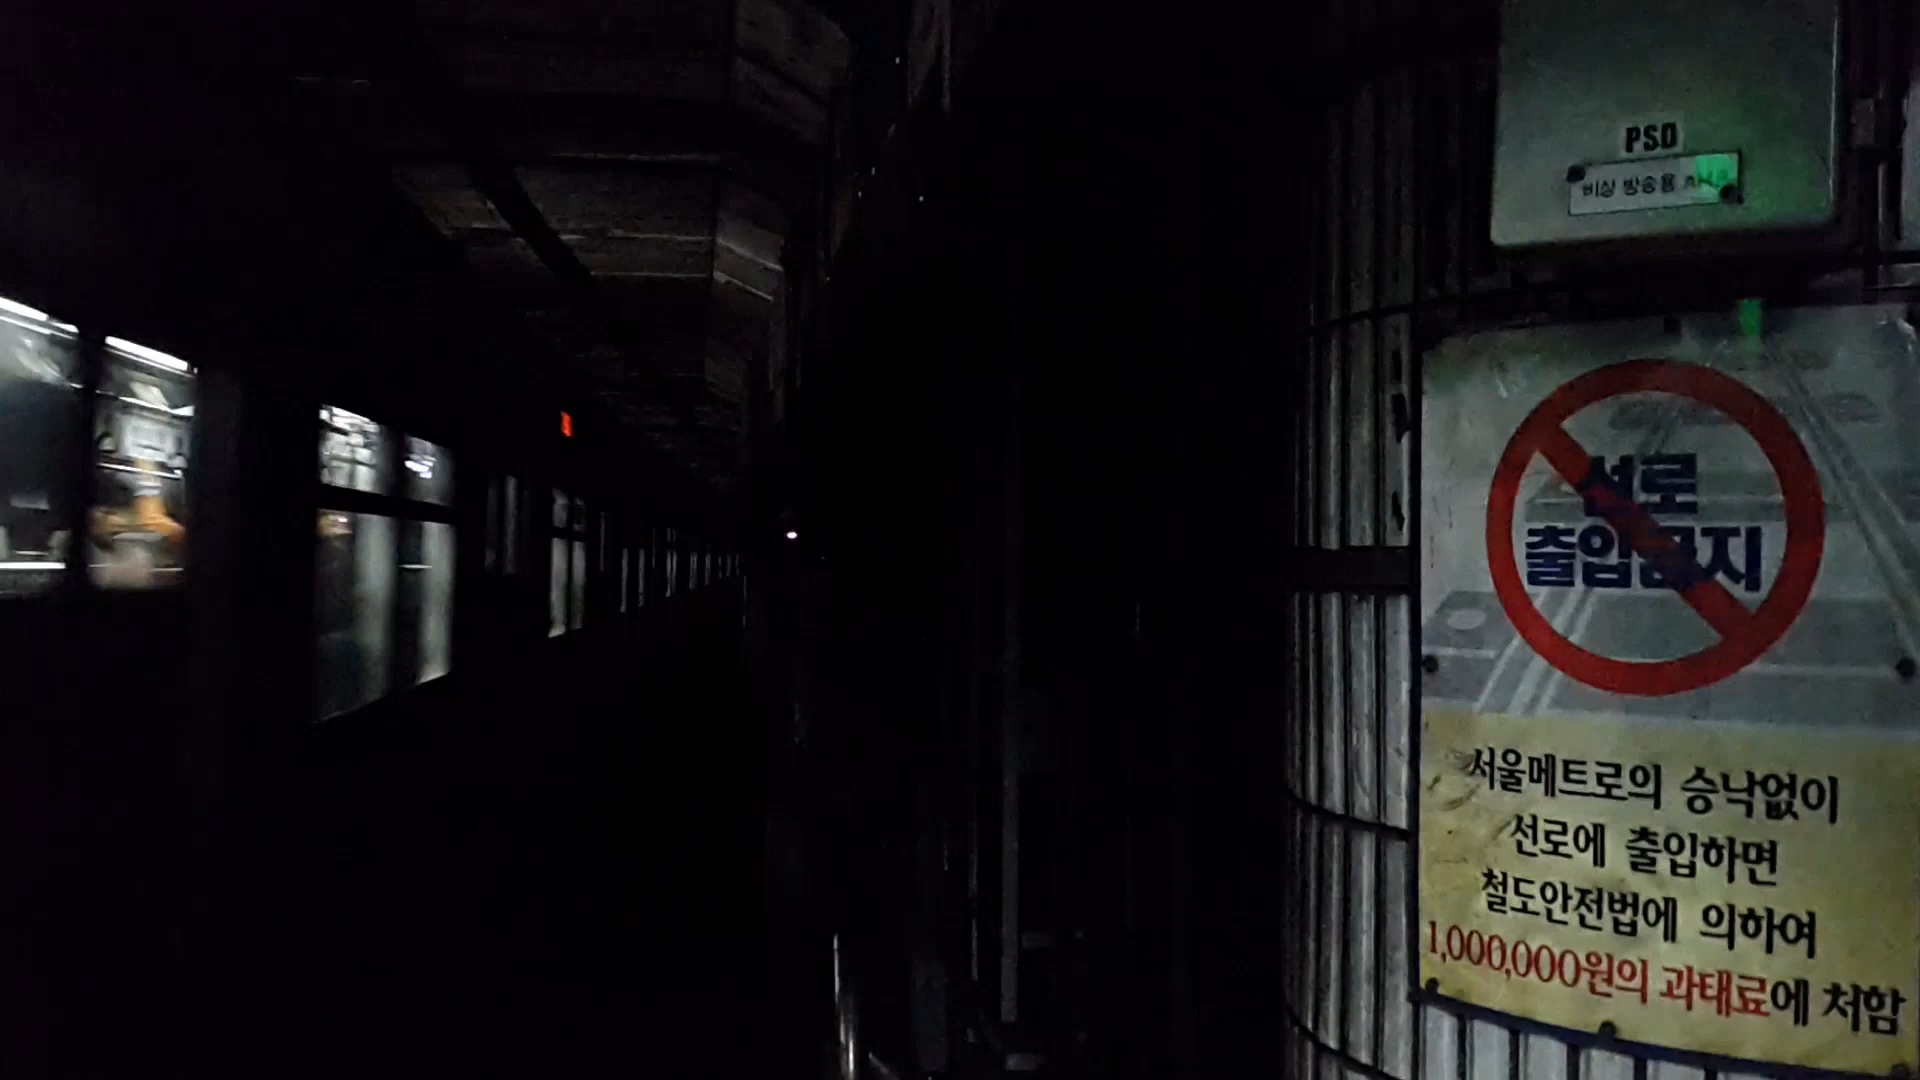 PSD
비상 방송용
선로
출입금지
서울메트로의 승낙없이
선로에 출입하면
철도안전법에 의하여
1,000,000원의 과태료에 처함